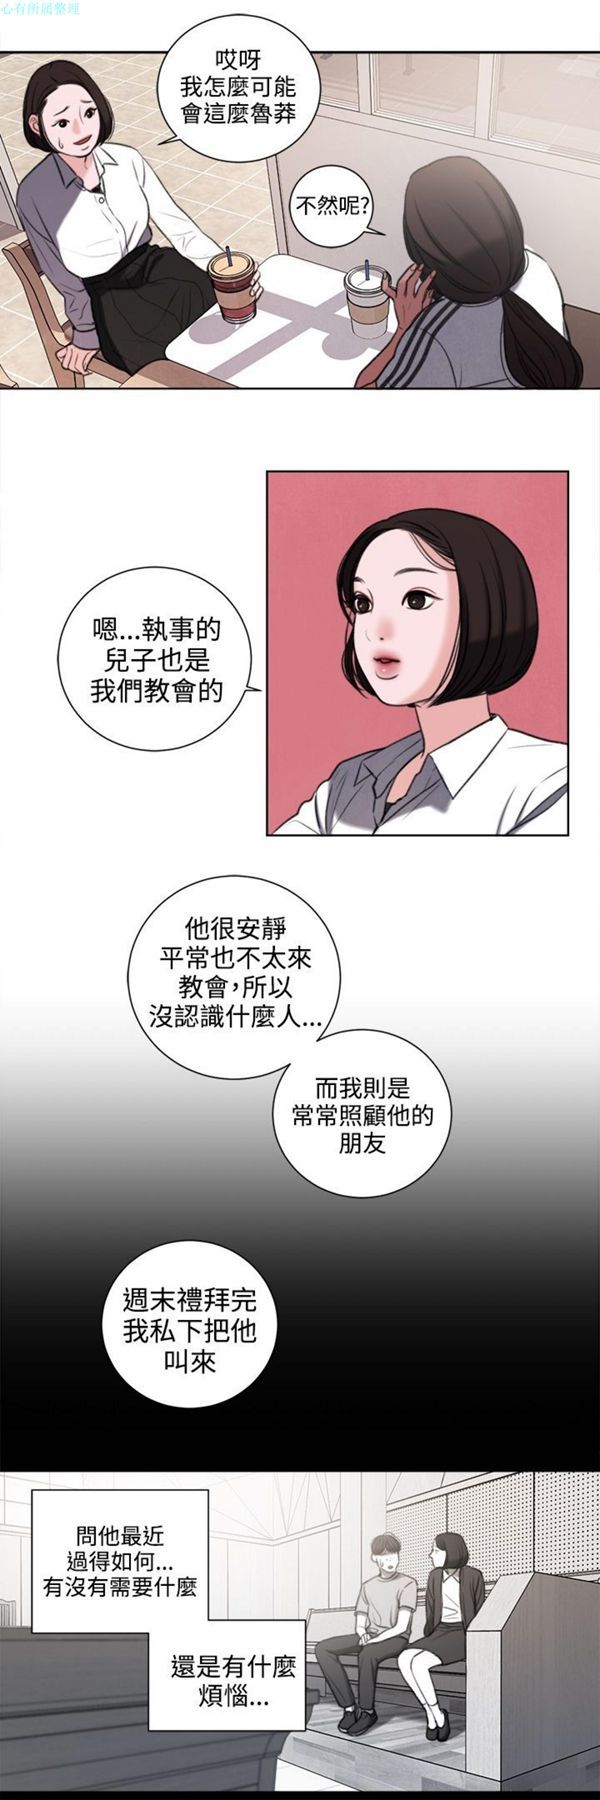 心有所属整理
哎呀
我怎麼可能
會這麼魯莽
不然呢?
嗯...執事的
兒子也是
我們教會的
他很安靜
平常也不太來
教會,所以
沒認識什麼人...
而我則是
常常照顧他的
朋友
週末禮拜完
我私下把他
叫來
問他最近
過得如何...
有沒有需要什麼
還是有什麼
煩惱...